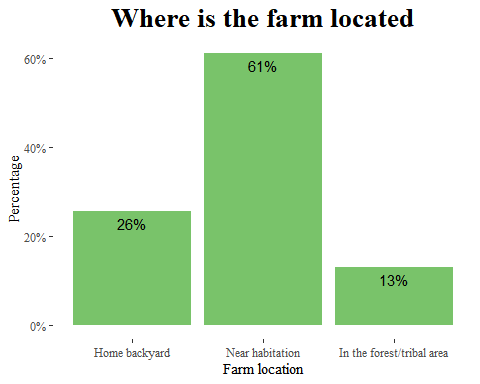 Where is the farm located
60%
61%
40%
Percentage
26%
20%
13%
0%
Home backyard
Near habitation
In the forest/tribal area
Farm location